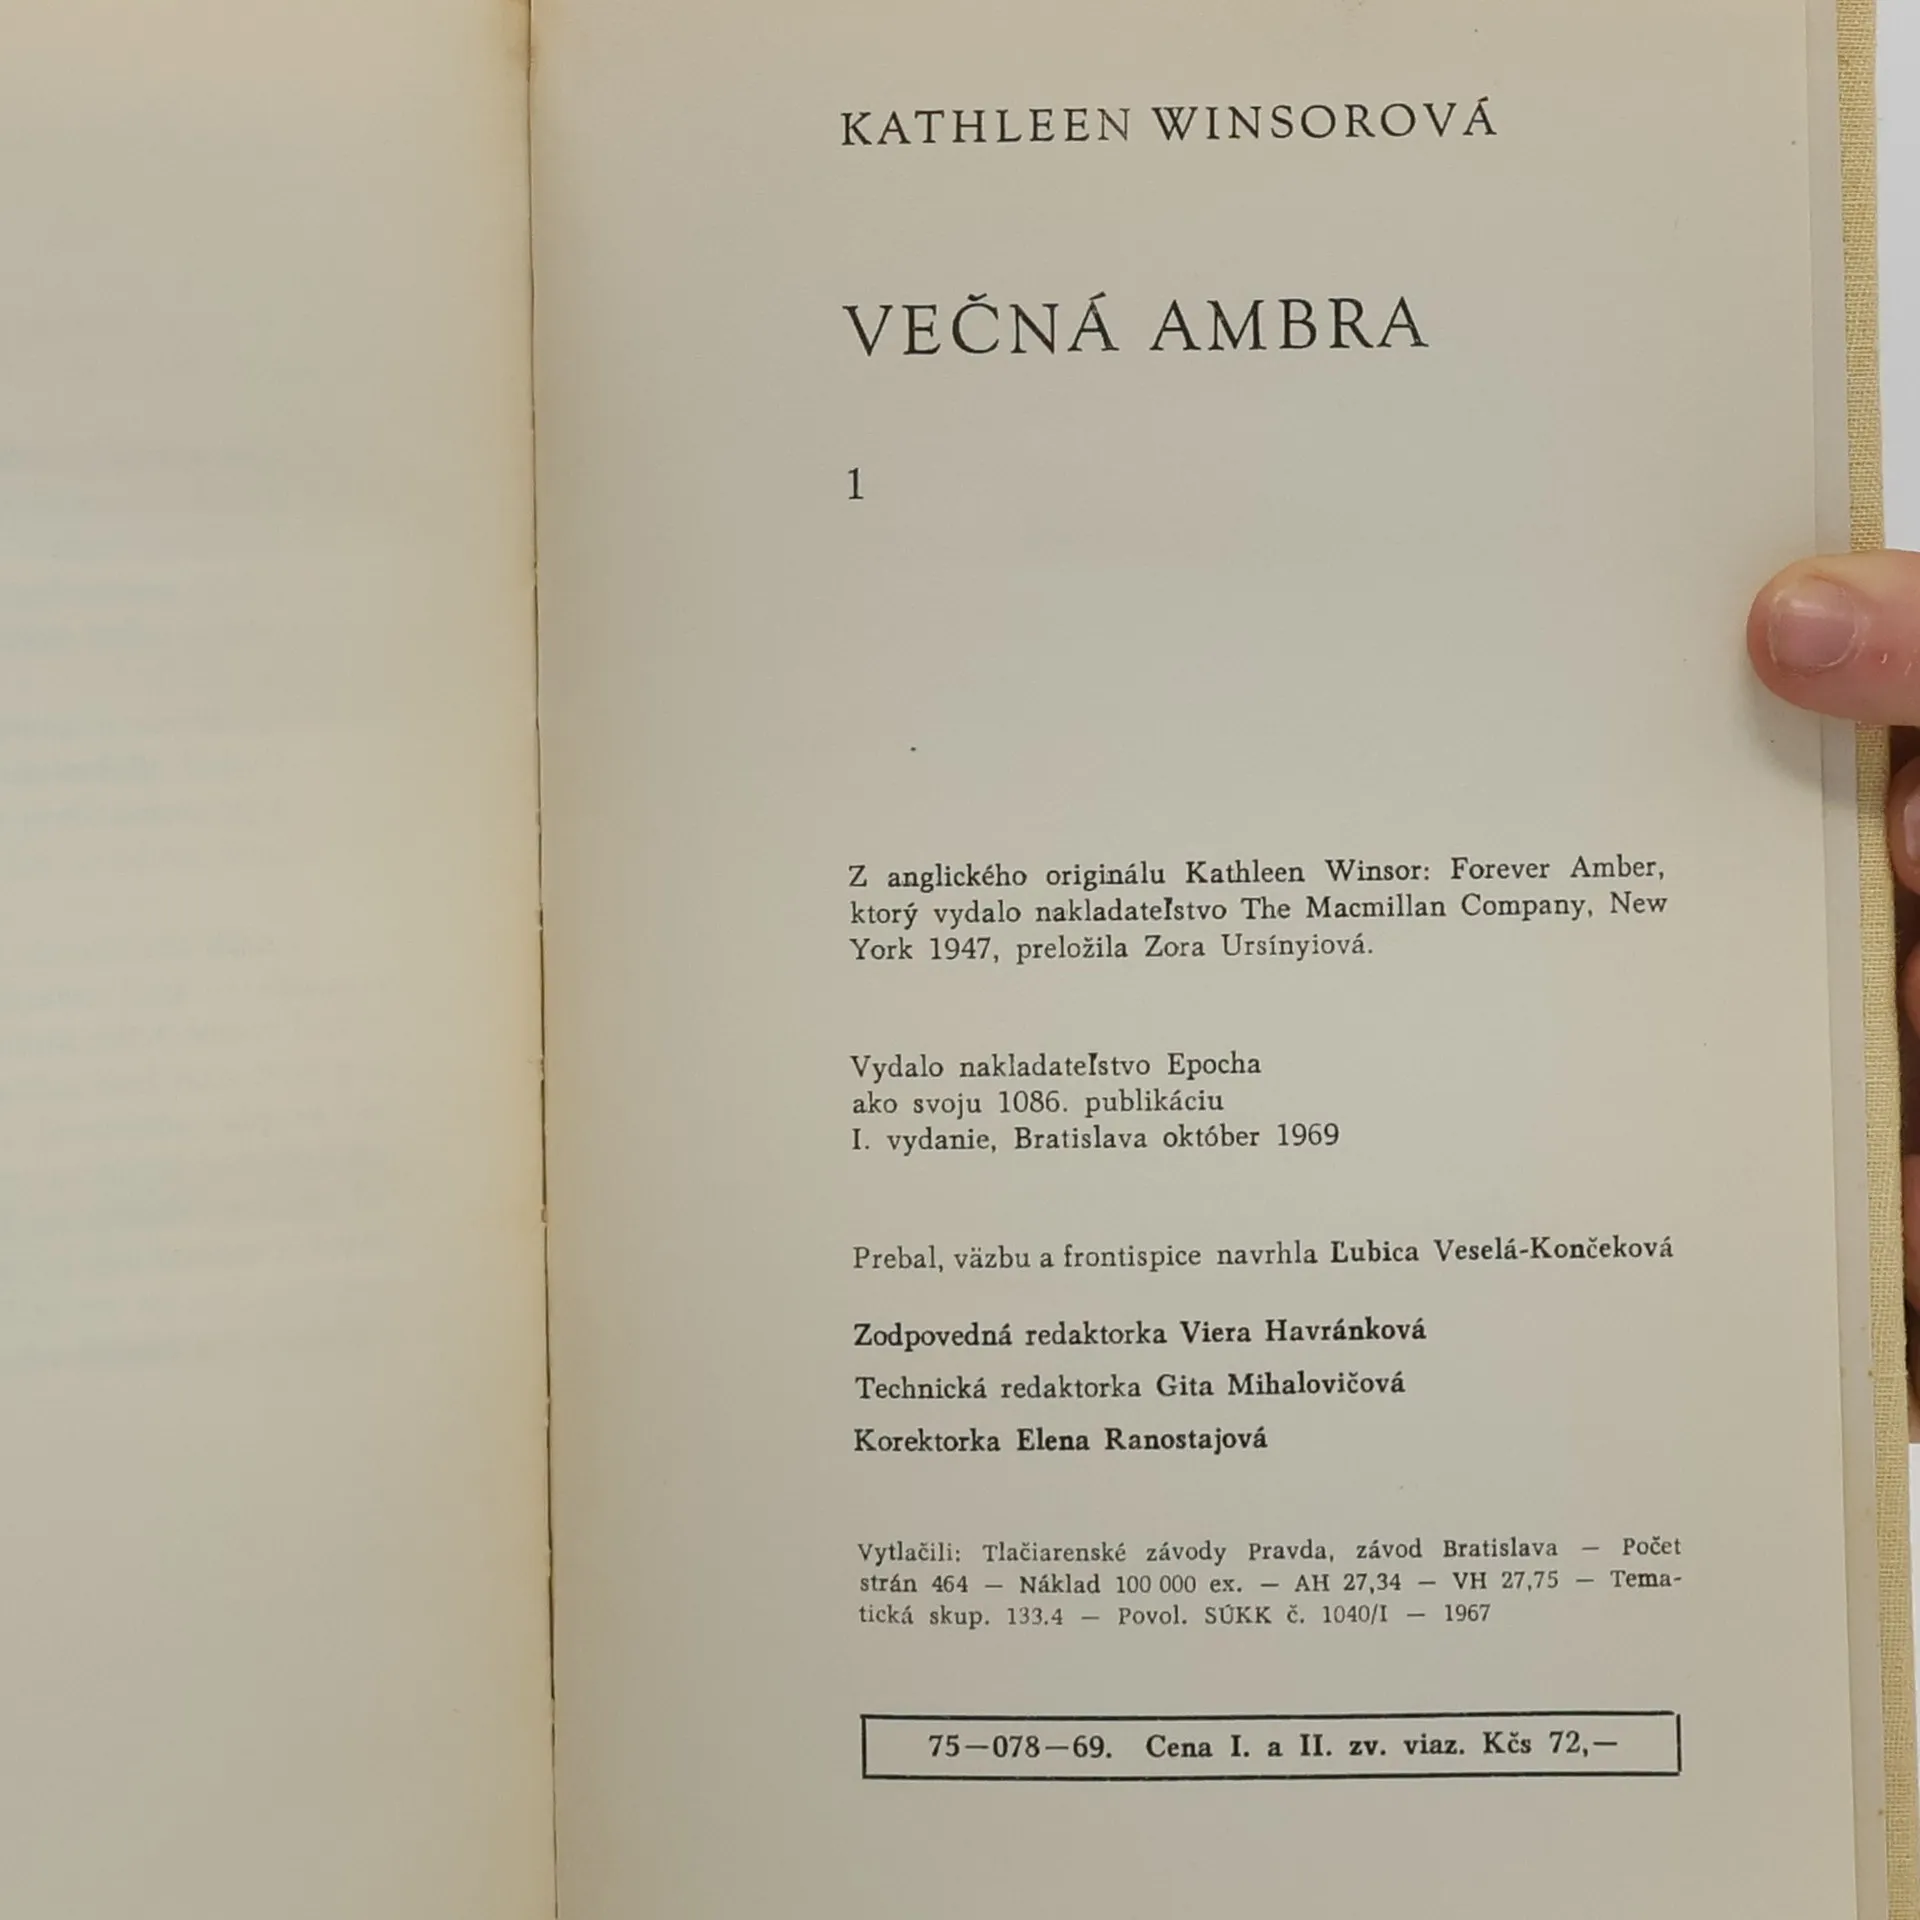 KATHLEEN WINSOROVÁ
VEČNÁ AMBRA
1
Z anglického originálu Kathleen Winsor: Forever Amber,
ktorý vydalo nakladateľstvo The Macmillan Company, New
York 1947, preložila Zora Ursínyiová.
Vydalo nakladateľstvo Epocha
ako svoju 1086. publikáciu
I. vydanie, Bratislava október 1969
Prebal, väzbu a frontispice navrhla Ľubica Veselá-Končeková
Zodpovedná redaktorka Viera Havránková
Technická redaktorka Gita Mihalovičová
Korektorka Elena Ranostajová
Vytlačili: Tlačiarenské závody Pravda, závod Bratislava — Počet
strán 464 — Náklad 100 000 ex. — AH 27,34 — VH 27,75 — Tema-
tická skup. 133.4 — Povol. SÚKK č. 1040/I — 1967
75—078—69. Cena I. a II. zv. viaz. Kčs 72,—